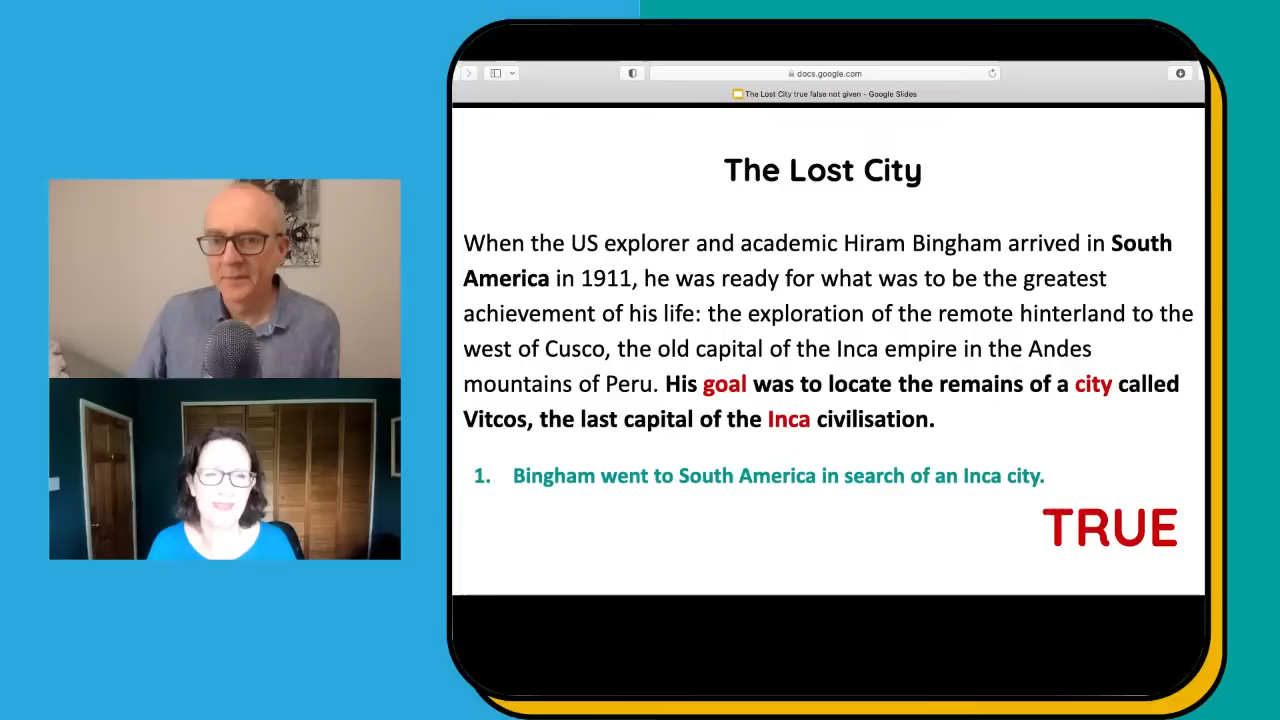 docs.google.com
The Lost City true false not given - Google Slides
The Lost City
When the US explorer and academic Hiram Bingham arrived in South
America in 1911, he was ready for what was to be the greatest
achievement of his life: the exploration of the remote hinterland to the
west of Cusco, the old capital of the Inca empire in the Andes
mountains of Peru. His goal was to locate the remains of a city called
Vitcos, the last capital of the Inca civilisation.
1. Bingham went to South America in search of an Inca city.
TRUE